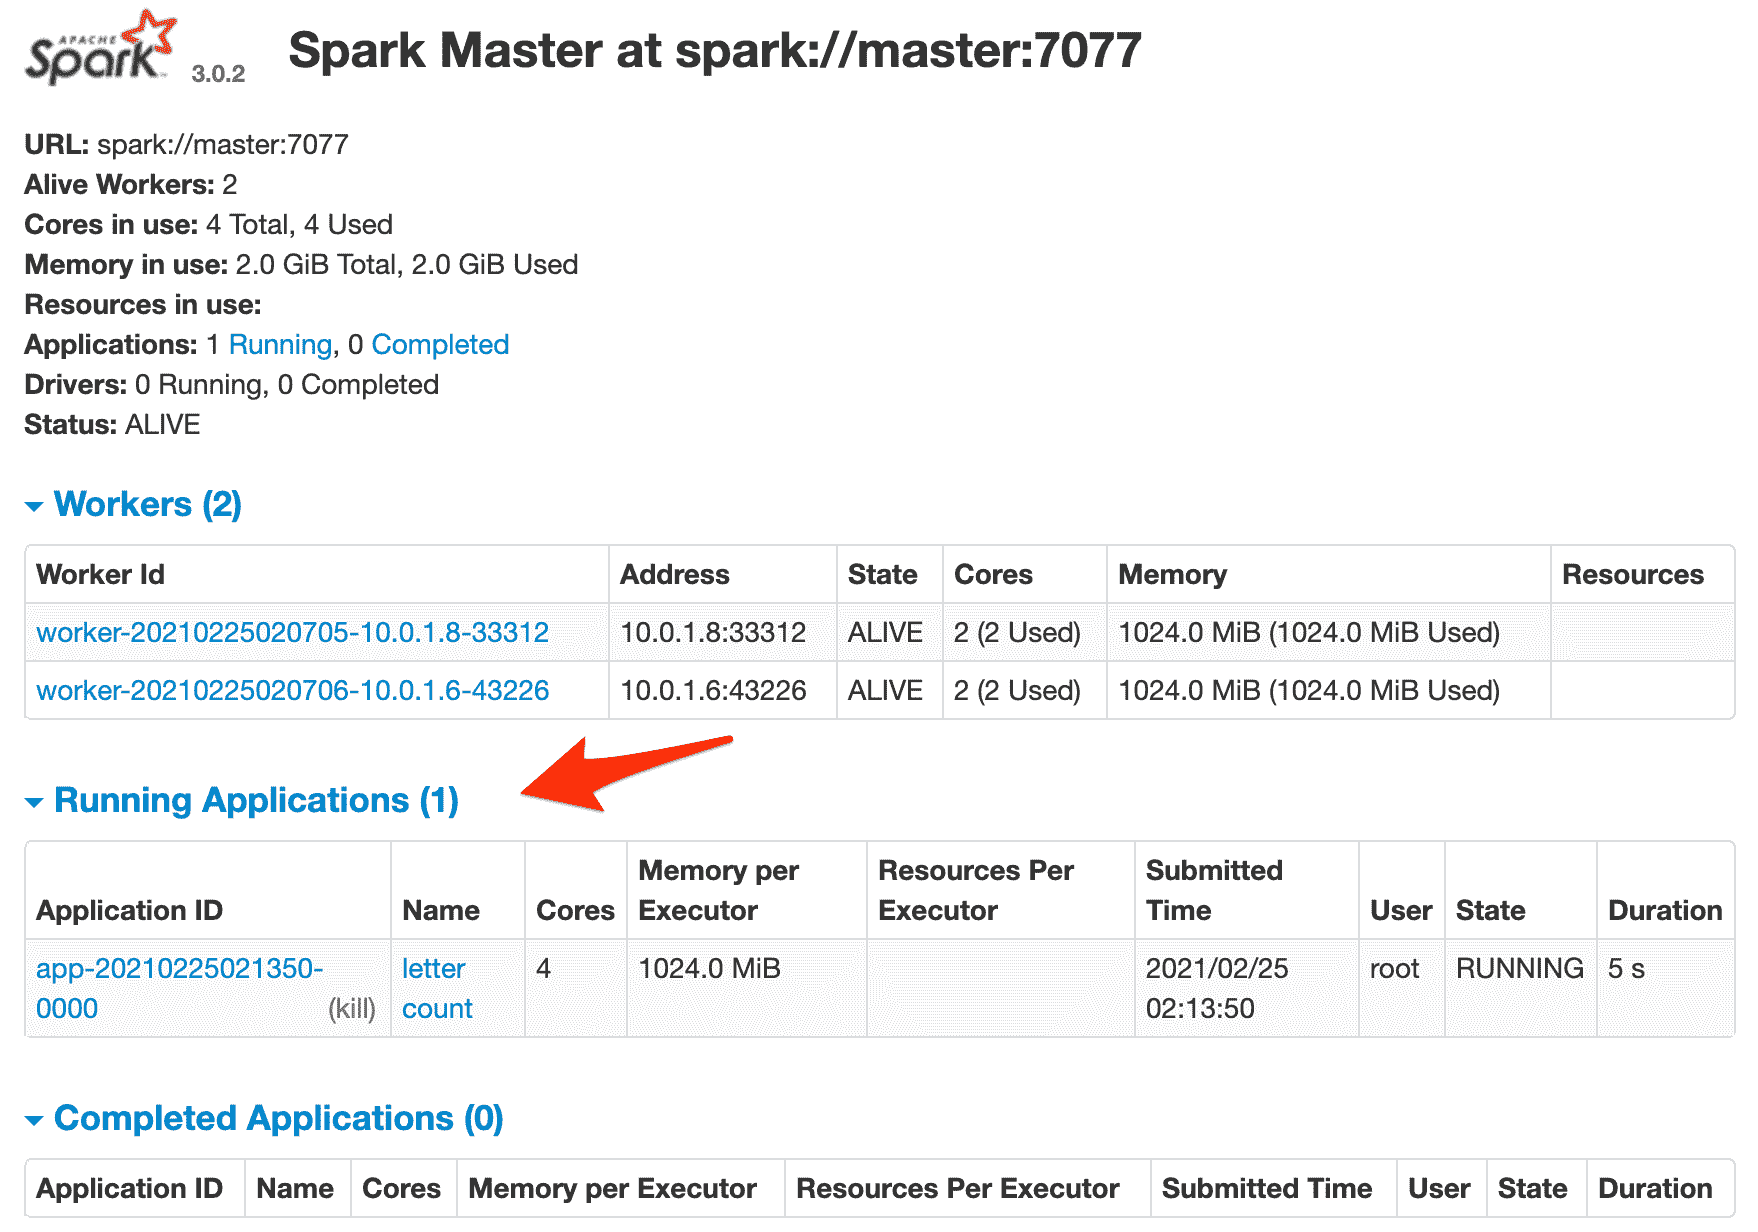 APACHE
Spark 3.0.2
Spark Master at spark://master:7077
URL: spark://master:7077
Alive Workers: 2
Cores in use: 4 Total, 4 Used
Memory in use: 2.0 GiB Total, 2.0 GiB Used
Resources in use:
Applications: 1 Running, 0 Completed
Drivers: 0 Running, 0 Completed
Status: ALIVE
Workers (2)
Worker Id Address State Cores Memory Resources
worker-20210225020705-10.0.1.8-33312 10.0.1.8:33312 ALIVE 2 (2 Used) 1024.0 MiB (1024.0 MiB Used)
worker-20210225020706-10.0.1.6-43226 10.0.1.6:43226 ALIVE 2 (2 Used) 1024.0 MiB (1024.0 MiB Used)
Running Applications (1)
Memory per Resources Per Submitted
Application ID Name Cores Executor Executor Time User State Duration
app-20210225021350- letter 4 1024.0 MiB 2021/02/25 root RUNNING 5 s
0000 (kill) count 02:13:50
Completed Applications (0)
Application ID Name Cores Memory per Executor Resources Per Executor Submitted Time User State Duration